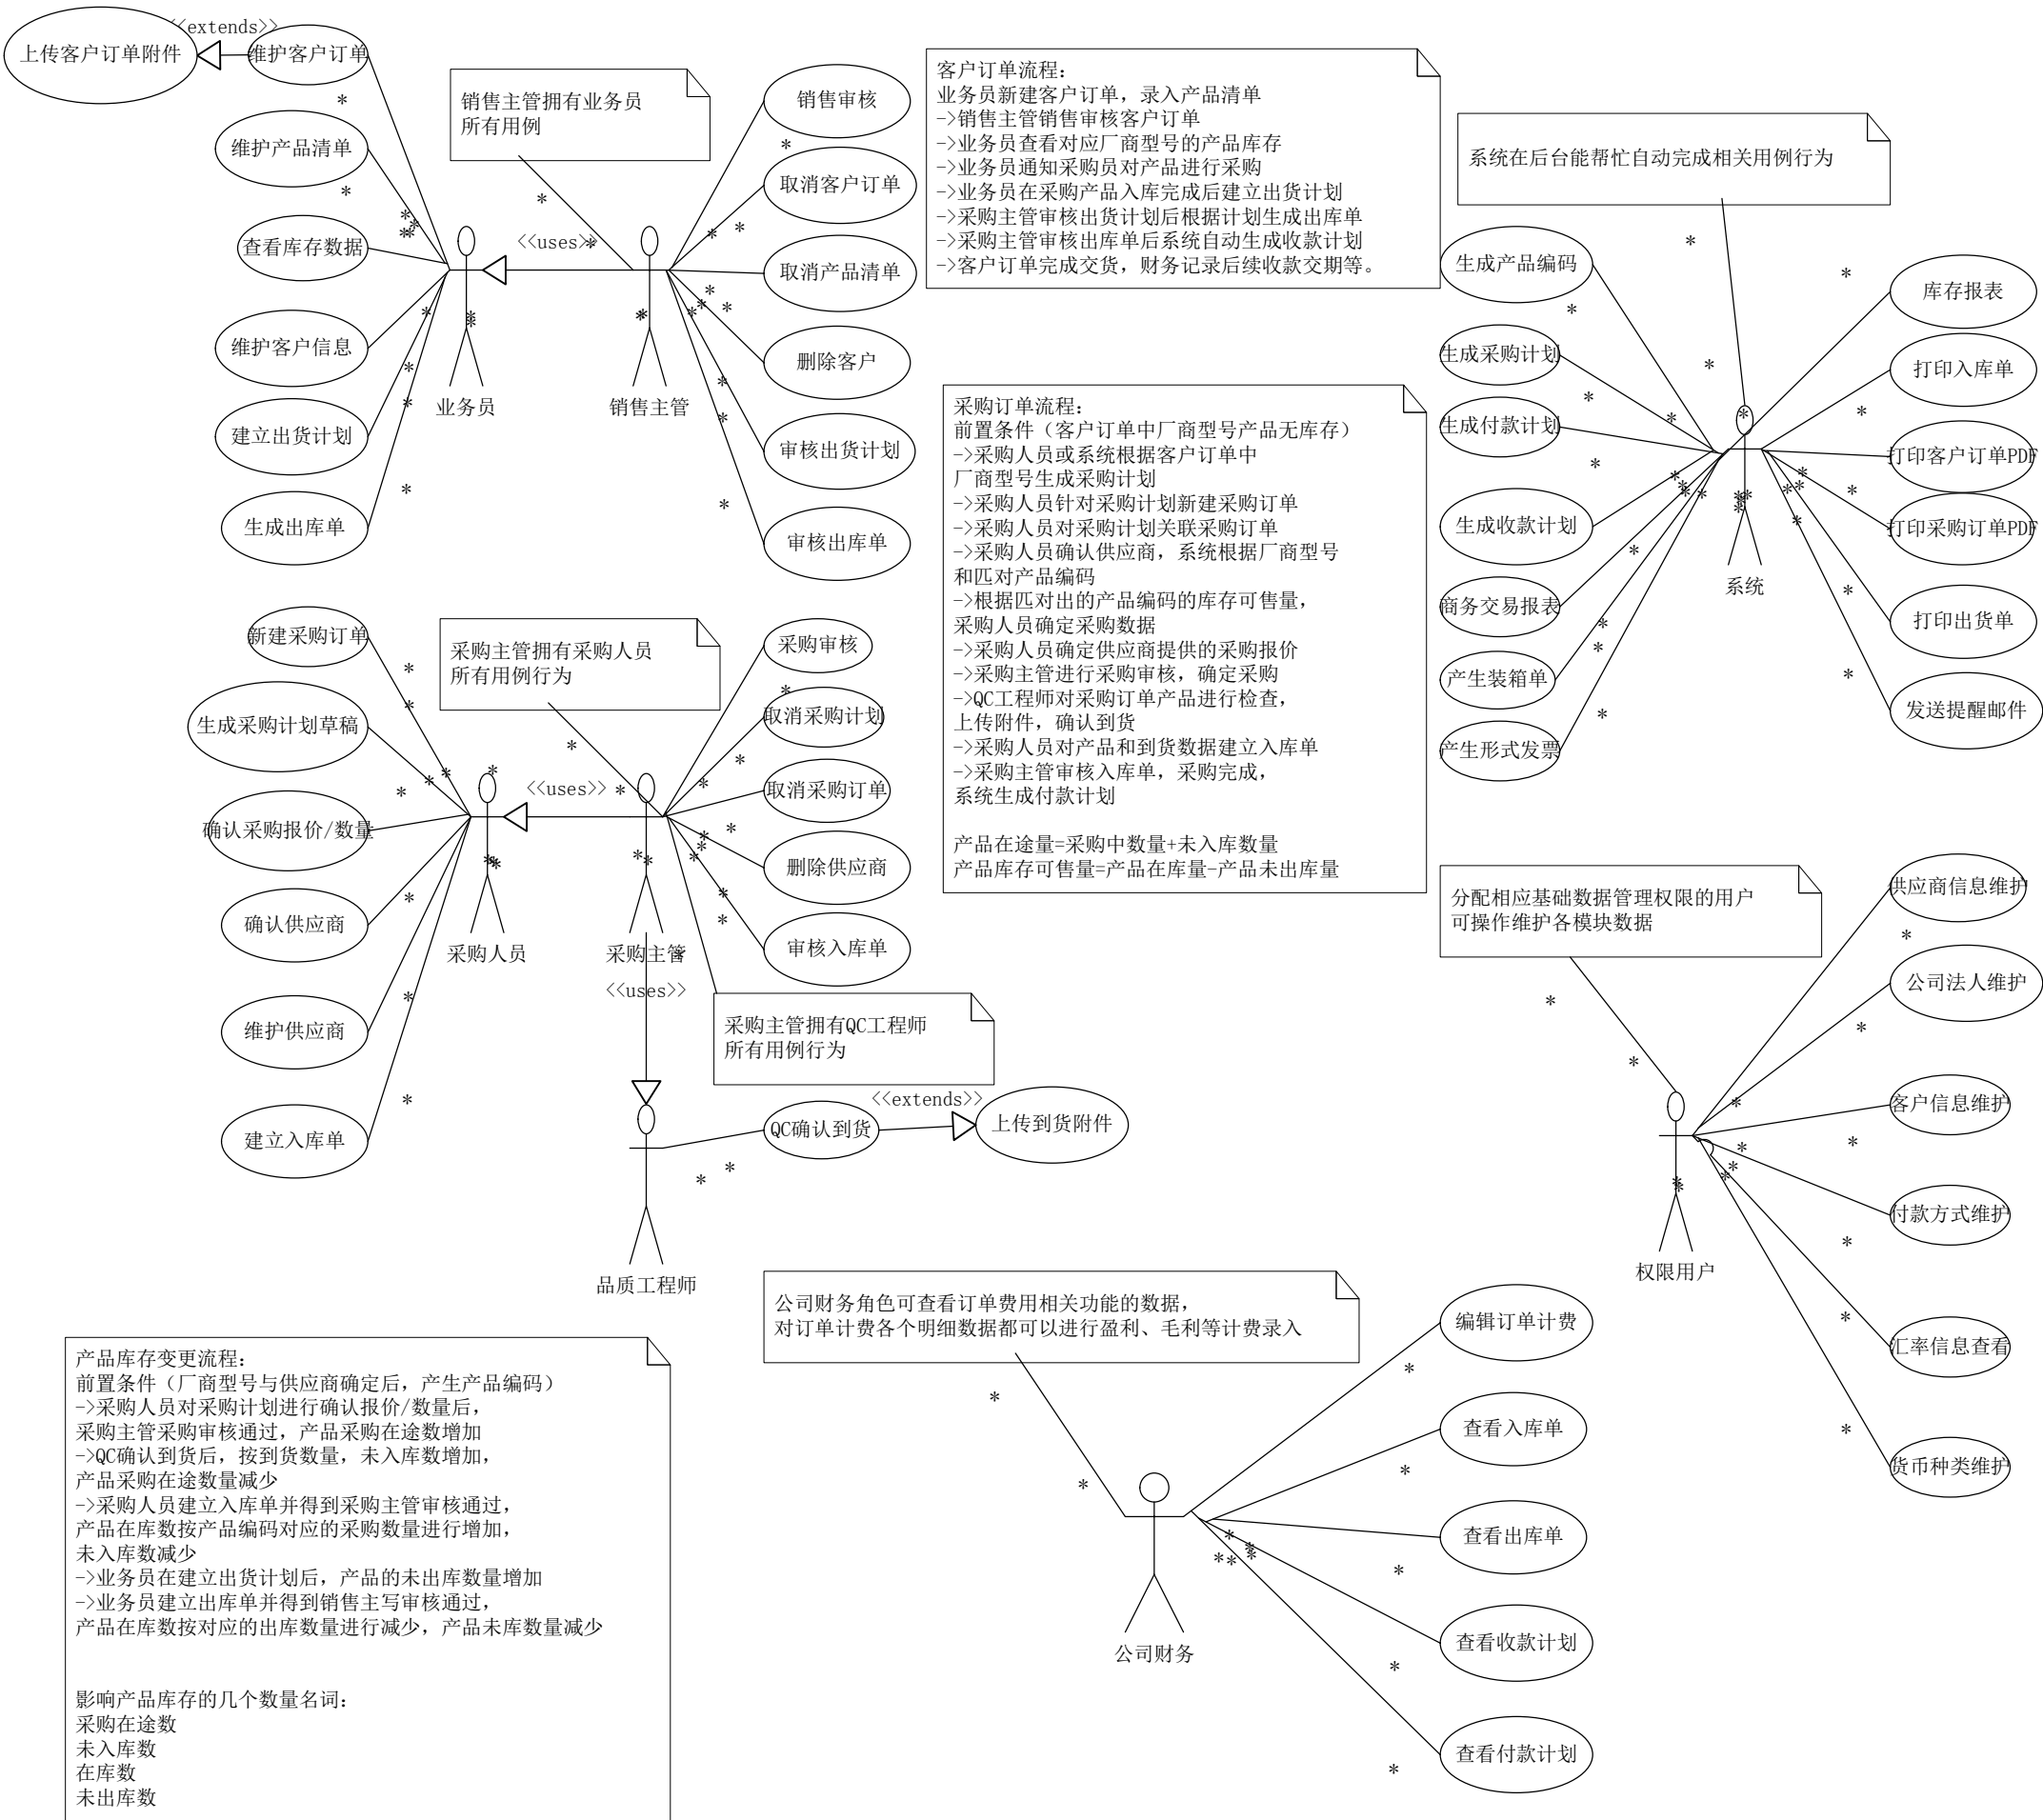 <<extends>>
上传客户订单附件
维护客户订单
维护产品清单
查看库存数据
维护客户信息
建立出货计划
生成出库单
业务员
<<uses>>
销售主管拥有业务员
所有用例
销售主管
销售审核
取消客户订单
取消产品清单
删除客户
审核出货计划
审核出库单
客户订单流程:
业务员新建客户订单, 录入产品清单
->销售主管销售审核客户订单
->业务员查看对应厂商型号的产品库存
->业务员通知采购员对产品进行采购
->业务员在采购产品入库完成后建立出货计划
->采购主管审核出货计划后根据计划生成出库单
->采购主管审核出库单后系统自动生成收款计划
->客户订单完成交货, 财务记录后续收款交期等。
系统在后台能帮忙自动完成相关用例行为
生成产品编码
生成采购计划
生成付款计划
生成收款计划
商务交易报表
产生装箱单
产生形式发票
系统
库存报表
打印入库单
打印客户订单PDF
打印采购订单PDF
打印出货单
发送提醒邮件
采购订单流程:
前置条件（客户订单中厂商型号产品无库存）
->采购人员或系统根据客户订单中
厂商型号生成采购计划
->采购人员针对采购计划新建采购订单
->采购人员对采购计划关联采购订单
->采购人员确认供应商, 系统根据厂商型号
和匹对产品编码
->根据匹对出的产品编码的库存可售量,
采购人员确定采购数据
->采购人员确定供应商提供的采购报价
->采购主管进行采购审核, 确定采购
->QC工程师对采购订单产品进行检查,
上传附件, 确认到货
->采购人员对产品和到货数据建立入库单
->采购主管审核入库单, 采购完成,
系统生成付款计划
产品在途量=采购中数量+未入库数量
产品库存可售量=产品在库量-产品未出库量
新建采购订单
生成采购计划草稿
确认采购报价/数量
确认供应商
维护供应商
建立入库单
采购人员
<<uses>>
采购主管拥有采购人员
所有用例行为
采购主管
<<uses>>
采购审核
取消采购计划
取消采购订单
删除供应商
审核入库单
采购主管拥有QC工程师
所有用例行为
品质工程师
QC确认到货
<<extends>>
上传到货附件
分配相应基础数据管理权限的用户
可操作维护各模块数据
权限用户
供应商信息维护
公司法人维护
客户信息维护
付款方式维护
汇率信息查看
货币种类维护
公司财务角色可查看订单费用相关功能的数据,
对订单计费各个明细数据都可以进行盈利、毛利等计费录入
公司财务
编辑订单计费
查看入库单
查看出库单
查看收款计划
查看付款计划
产品库存变更流程:
前置条件（厂商型号与供应商确定后, 产生产品编码）
->采购人员对采购计划进行确认报价/数量后,
采购主管采购审核通过, 产品采购在途数增加
->QC确认到货后, 按到货数量, 未入库数增加,
产品采购在途数量减少
->采购人员建立入库单并得到采购主管审核通过,
产品在库数按产品编码对应的采购数量进行增加,
未入库数减少
->业务员在建立出货计划后, 产品的未出库数量增加
->业务员建立出库单并得到销售主写审核通过,
产品在库数按对应的出库数量进行减少, 产品未库数量减少
影响产品库存的几个数量名词:
采购在途数
未入库数
在库数
未出库数